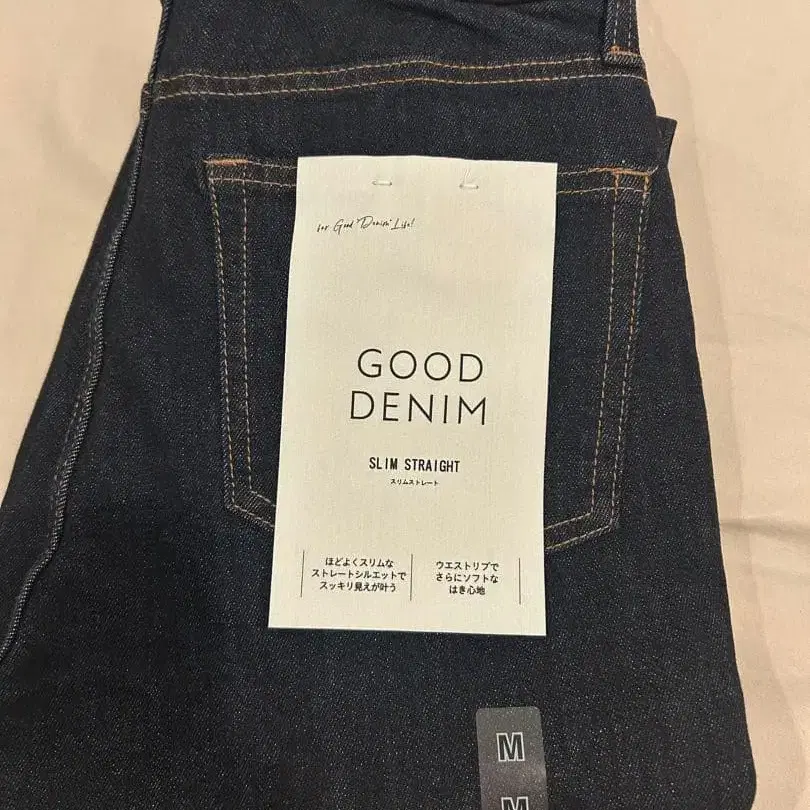 for Good "Denim" Life!
GOOD
DENIM
SLIM STRAIGHT
スリムストレート
ほどよくスリムな
ストレートシルエットで
スッキリ見えが叶う
ウエストリブで
さらにソフトな
はき心地
M
M